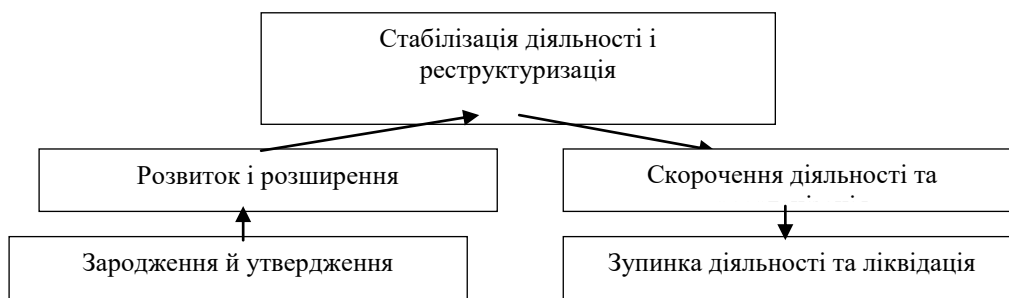 Стабілізація діяльності і
реструктуризація
Розвиток і розширення
Скорочення діяльності та
Зародження й утвердження
Зупинка діяльності та ліквідація